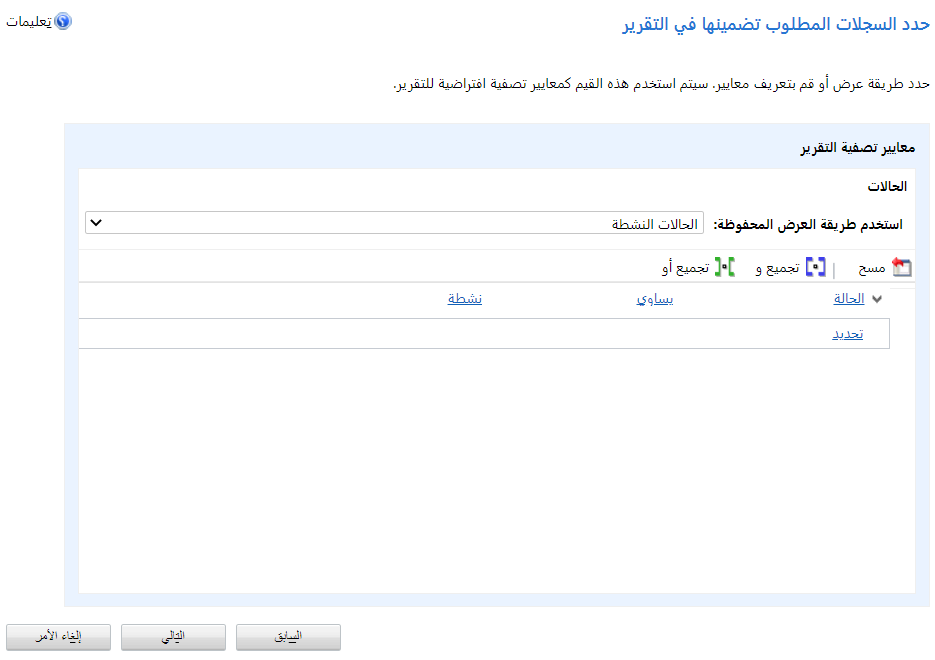 حدد السجلات المطلوب تضمينها في التقرير
تعليمات
حدد طريقة عرض أو قم بتعريف معايير. سيتم استخدم هذه القيم كمعايير تصفية افتراضية للتقرير.
معايير تصفية التقرير
الحالات
استخدم طريقة العرض المحفوظة: الحالات النشطة
مسح تجميع و تجميع أو
الحالة يساوي نشطة
تحديد
السابق التالي إلغاء الأمر